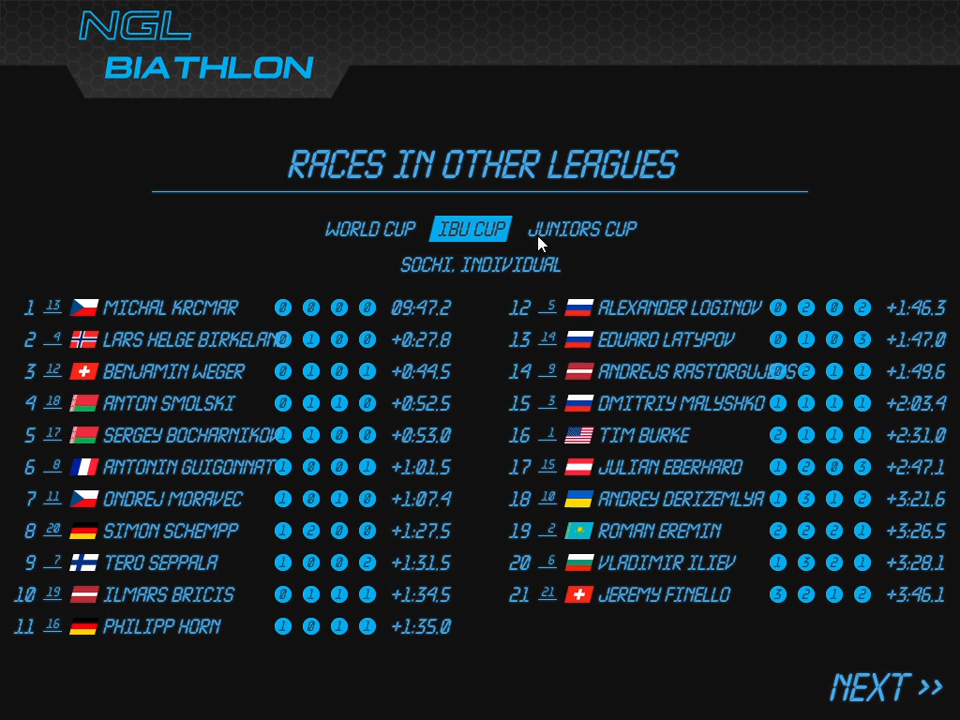 NGL
BIATHLON
RACES IN OTHER LEAGUES
WORLD CUP IBU CUP JUNIORS CUP
SOCHI, INDIVIDUAL
1 13 MICHAL KRCMAR 0 0 0 0 09:47.2
2 4 LARS HELGE BIRKELAND 0 1 0 0 +0:27.8
3 12 BENJAMIN WEGER 0 1 0 1 +0:44.5
4 18 ANTON SMOLSKI 0 1 1 0 +0:52.5
5 17 SERGEY BOCHARNIKOV 1 1 0 0 +0:53.0
6 8 ANTONIN GUIGONNAT 1 0 0 1 +1:01.5
7 11 ONDREJ MORAVEC 1 0 1 0 +1:07.4
8 20 SIMON SCHEMPP 1 2 0 0 +1:27.5
9 7 TERO SEPPALA 1 0 0 2 +1:31.5
10 19 ILMARS BRICIS 0 1 1 1 +1:34.5
11 16 PHILIPP HORN 1 0 1 1 +1:35.0
12 5 ALEXANDER LOGINOV 0 2 0 2 +1:46.3
13 14 EDUARD LATYPOV 0 1 0 3 +1:47.0
14 9 ANDREJS RASTORGUJEVS 0 2 1 1 +1:49.6
15 3 DMITRIY MALYSHKO 1 1 1 1 +2:03.4
16 1 TIM BURKE 2 1 1 1 +2:31.0
17 15 JULIAN EBERHARD 1 2 0 3 +2:47.1
18 10 ANDREY DERIZEMLYA 1 3 1 2 +3:21.6
19 2 ROMAN EREMIN 2 2 2 1 +3:26.5
20 6 VLADIMIR ILIEV 1 3 2 1 +3:28.1
21 21 JEREMY FINELLO 3 2 1 2 +3:46.1
NEXT >>